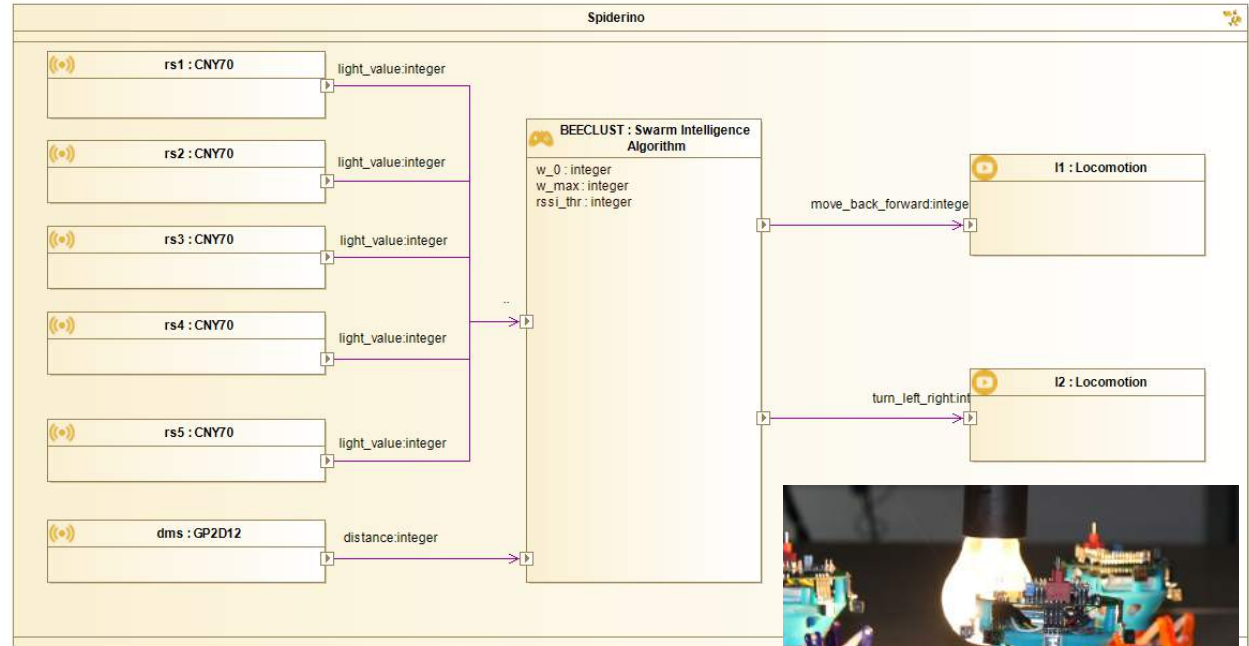 Spiderino
rs1 : CNY70
light_value:integer
rs2 : CNY70
light_value:integer
rs3 : CNY70
light_value:integer
rs4 : CNY70
light_value:integer
rs5 : CNY70
light_value:integer
dms : GP2D12
distance:integer
..
BEECLUST : Swarm Intelligence
Algorithm
w_0 : integer
w_max : integer
rssi_thr : integer
move_back_forward:intege
l1 : Locomotion
turn_left_right:int
l2 : Locomotion